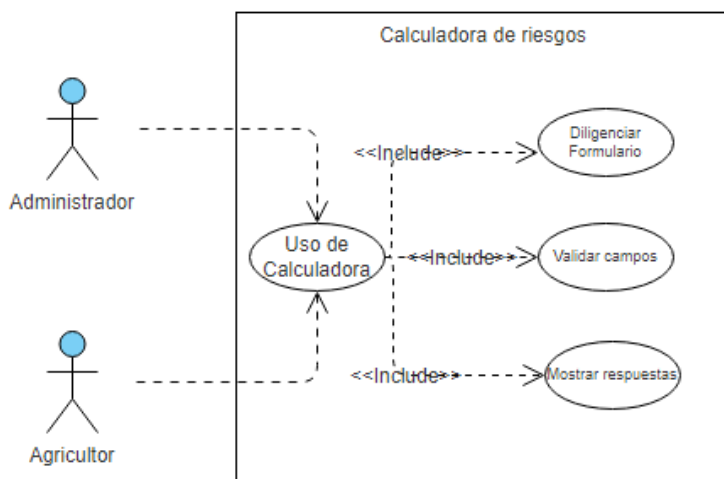 Calculadora de riesgos
Administrador
<<Include>>
Diligenciar
Formulario
Uso de
Calculadora
<<Include>>
Validar campos
<<Include>>
Mostrar respuestas
Agricultor